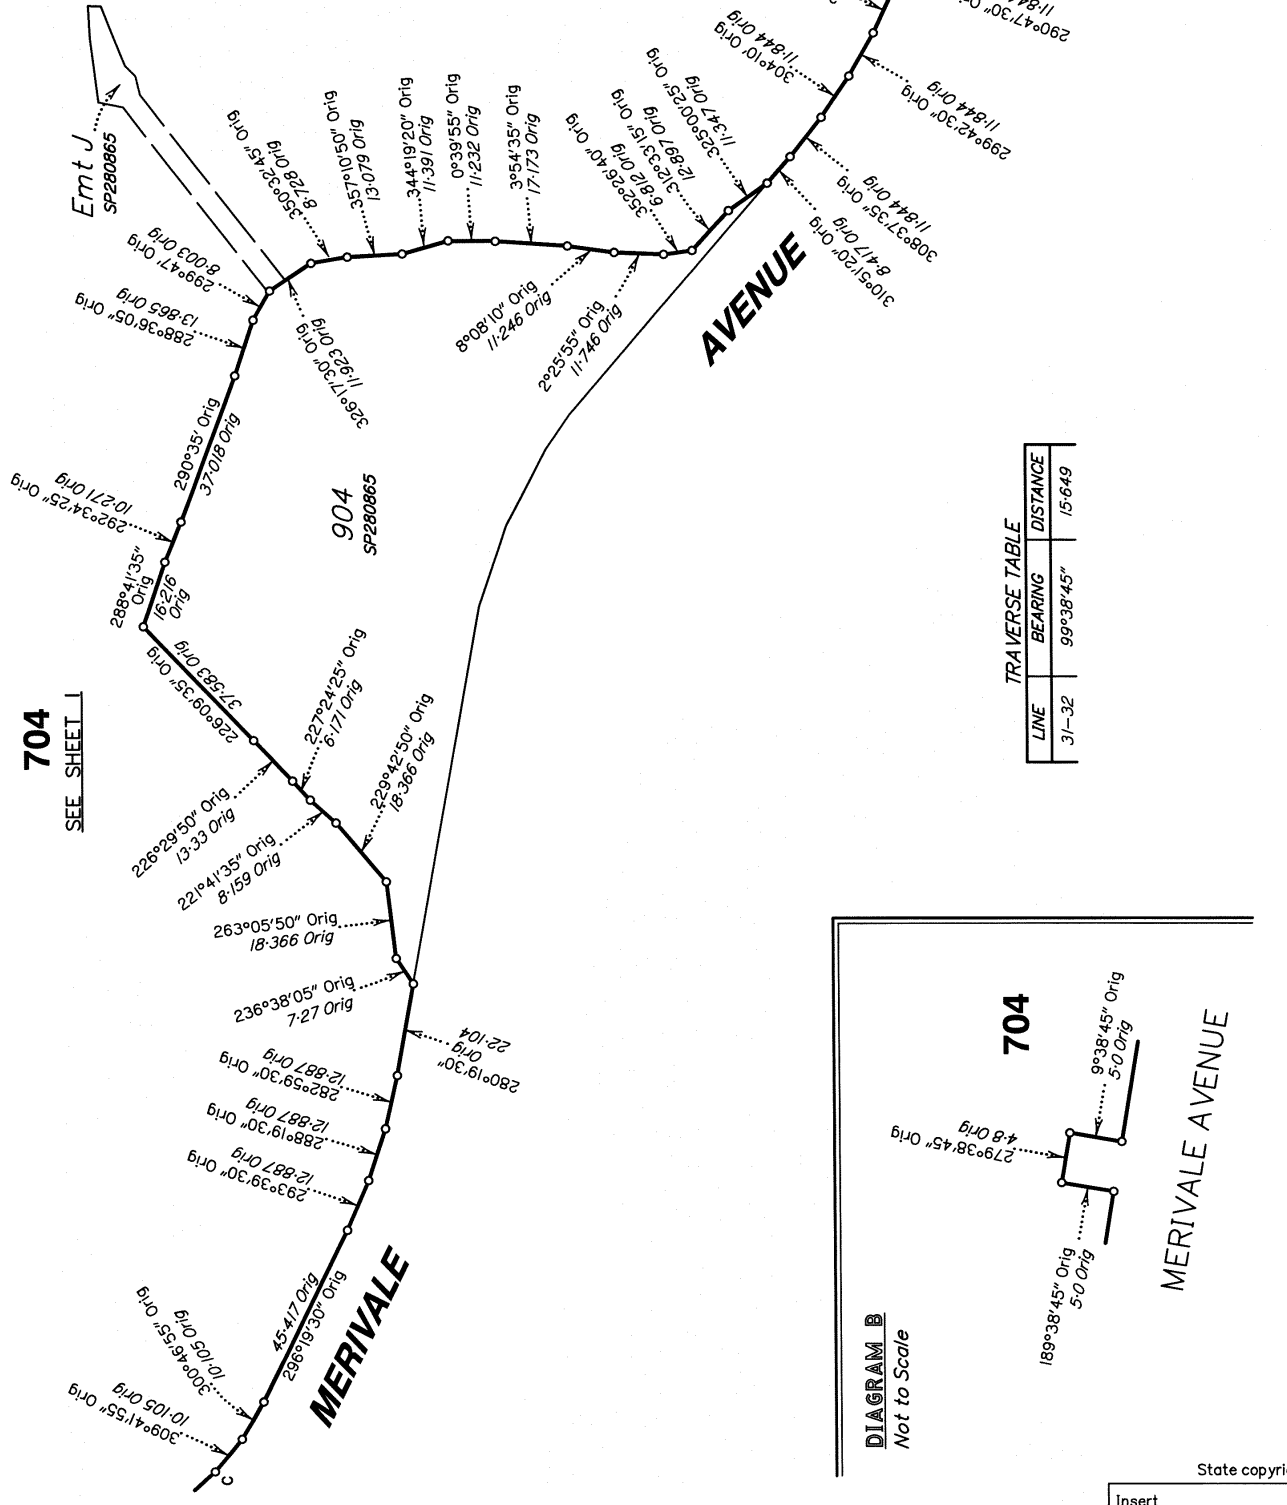 290°47'30" Orig
11·84
Emt J
SP280865
304°10' Orig
11·844 Orig
299°42'30" Orig
11·844 Orig
350°32'45" Orig
8·728 Orig
357°10'50" Orig
13·079 Orig
344°19'20" Orig
11·391 Orig
0°39'55" Orig
11·232 Orig
3°54'35" Orig
17·173 Orig
352°26'40" Orig
6·812 Orig
312°33'15" Orig
12·897 Orig
325°00'25" Orig
11·347 Orig
308°37'35" Orig
11·844 Orig
310°51'20" Orig
8·417 Orig
299°47' Orig
8·003 Orig
288°36'05" Orig
13·865 Orig
326°17'30" Orig
11·923 Orig
8°08'10" Orig
11·246 Orig
2°25'55" Orig
11·746 Orig
AVENUE
290°35' Orig
37·018 Orig
292°34'25" Orig
10·271 Orig
904
SP280865
288°41'35"
Orig
16·216
Orig
704
SEE SHEET 1
226°09'35" Orig
37·583 Orig
227°24'25" Orig
6·171 Orig
229°42'50" Orig
18·366 Orig
226°29'50" Orig
13·33 Orig
221°41'35" Orig
8·159 Orig
263°05'50" Orig
18·366 Orig
236°38'05" Orig
7·27 Orig
280°19'30"
Orig
22·104
282°59'30" Orig
12·887 Orig
288°19'30" Orig
12·887 Orig
293°39'30" Orig
12·887 Orig
45·417 Orig
296°19'30" Orig
MERIVALE
300°46'55" Orig
10·105 Orig
309°41'55" Orig
10·105 Orig
C
TRAVERSE TABLE
LINE BEARING DISTANCE
31-32 99°38'45" 15·649
DIAGRAM B
Not to Scale
704
9°38'45" Orig
5·0 Orig
279°38'45" Orig
4·8 Orig
189°38'45" Orig
5·0 Orig
MERIVALE AVENUE
State copyri
Insert